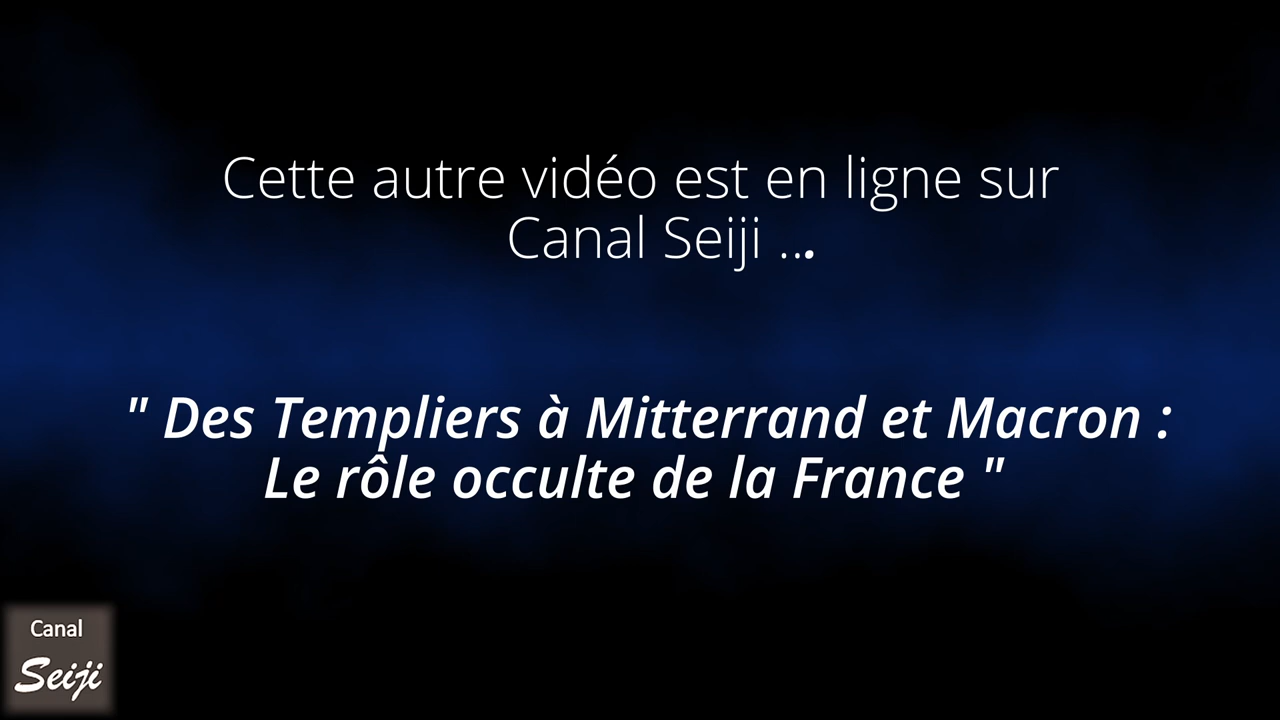 Cette autre vidéo est en ligne sur
Canal Seiji ...
" Des Templiers à Mitterrand et Macron :
Le rôle occulte de la France "
Canal
Seiji